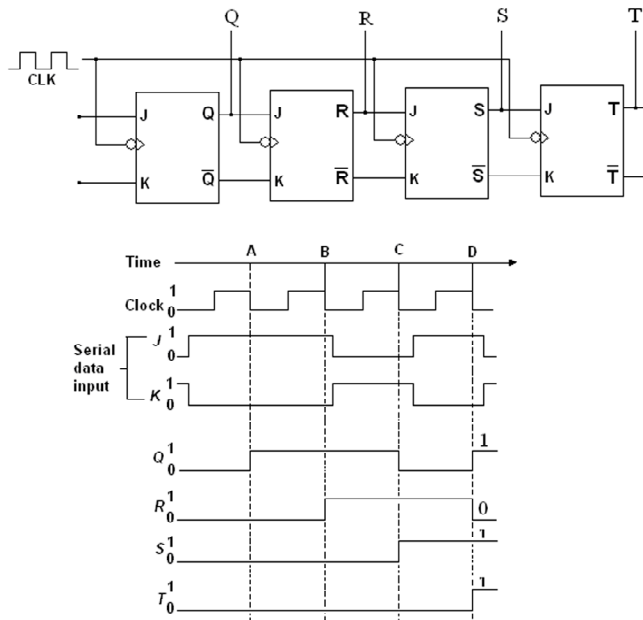 Q R S T
CLK
J Q J R J S J T
K Q̅ K R̅ K S̅ K T̅
Time A B C D
Clock 1 0
Serial data input
J 1 0
K 1 0
Q 1 0 1
R 1 0 0
S 1 0 1
T 1 0 1